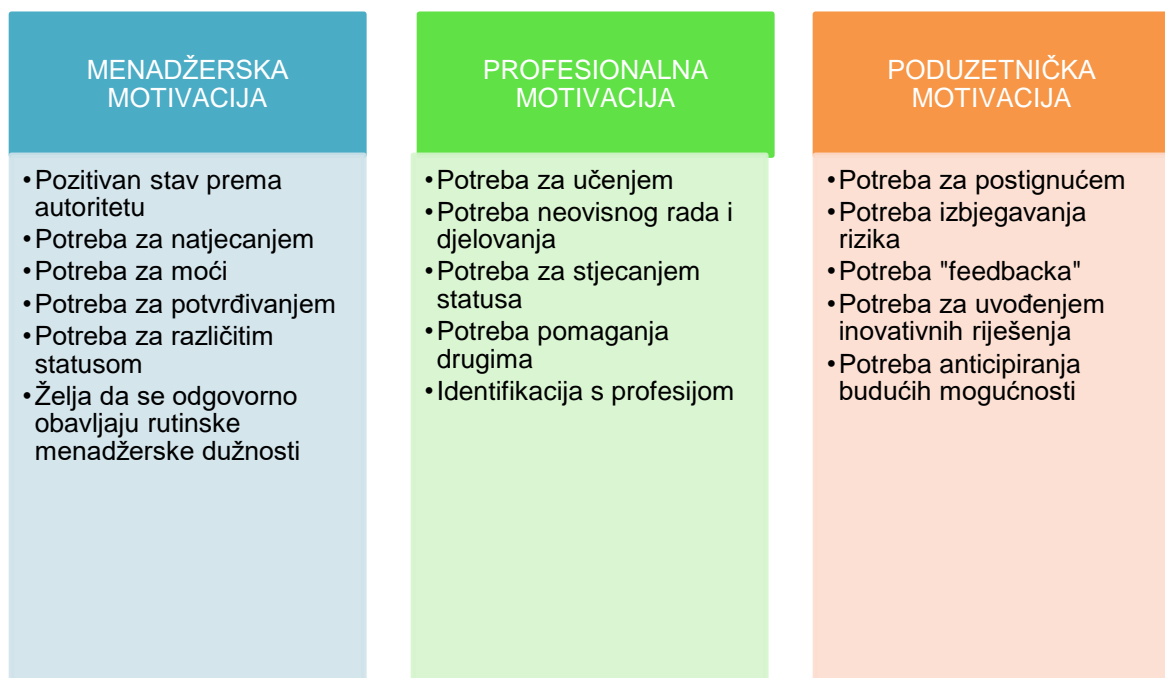 MENADŽERSKA
MOTIVACIJA
•Pozitivan stav prema
autoritetu
•Potreba za natjecanjem
•Potreba za moći
•Potreba za potvrđivanjem
•Potreba za različitim
statusom
•Želja da se odgovorno
obavljaju rutinske
menadžerske dužnosti
PROFESIONALNA
MOTIVACIJA
•Potreba za učenjem
•Potreba neovisnog rada i
djelovanja
•Potreba za stjecanjem
statusa
•Potreba pomaganja
drugima
•Identifikacija s profesijom
PODUZETNIČKA
MOTIVACIJA
•Potreba za postignućem
•Potreba izbjegavanja
rizika
•Potreba "feedbacka"
•Potreba za uvođenjem
inovativnih riješenja
•Potreba anticipiranja
budućih mogućnosti